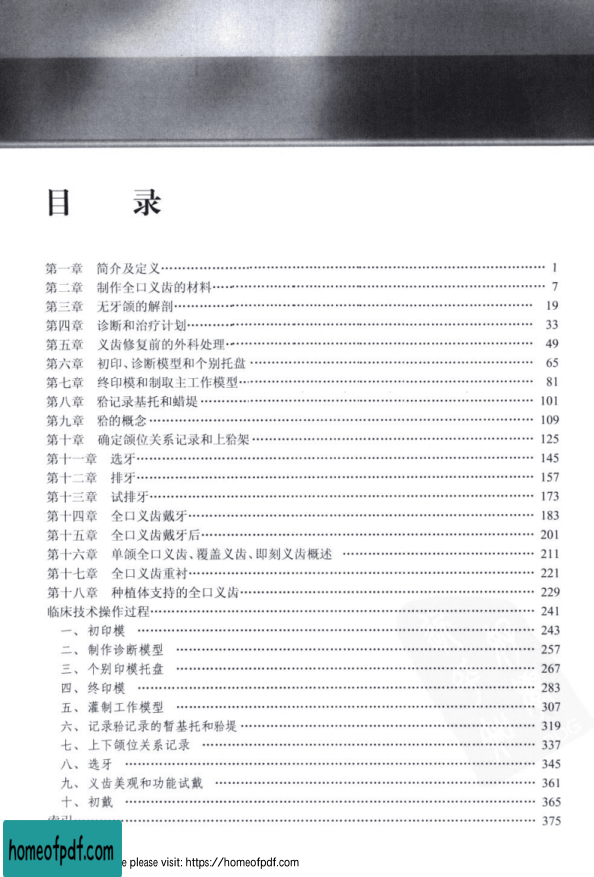 目 录
第一章 简介及定义 1
第二章 制作全口义齿的材料 7
第三章 无牙颌的解剖 19
第四章 诊断和治疗计划 33
第五章 义齿修复前的外科处理 49
第六章 初印、诊断模型和个别托盘 65
第七章 终印模和制取主工作模型 81
第八章 𬌗记录基托和蜡堤 101
第九章 𬌗的概念 109
第十章 确定颌位关系记录和上𬌗架 125
第十一章 选牙 145
第十二章 排牙 157
第十三章 试排牙 173
第十四章 全口义齿戴牙 183
第十五章 全口义齿戴牙后 201
第十六章 单颌全口义齿、覆盖义齿、即刻义齿概述 211
第十七章 全口义齿重衬 221
第十八章 种植体支持的全口义齿 229
临床技术操作过程 241
一、初印模 243
二、制作诊断模型 257
三、个别印模托盘 267
四、终印模 283
五、灌制工作模型 307
六、记录𬌗记录的暂基托和𬌗堤 319
七、上下颌位关系记录 337
八、选牙 345
九、义齿美观和功能试戴 361
十、初戴 365
索引 375
homeofpdf.com
e please visit: https://homeofpdf.com